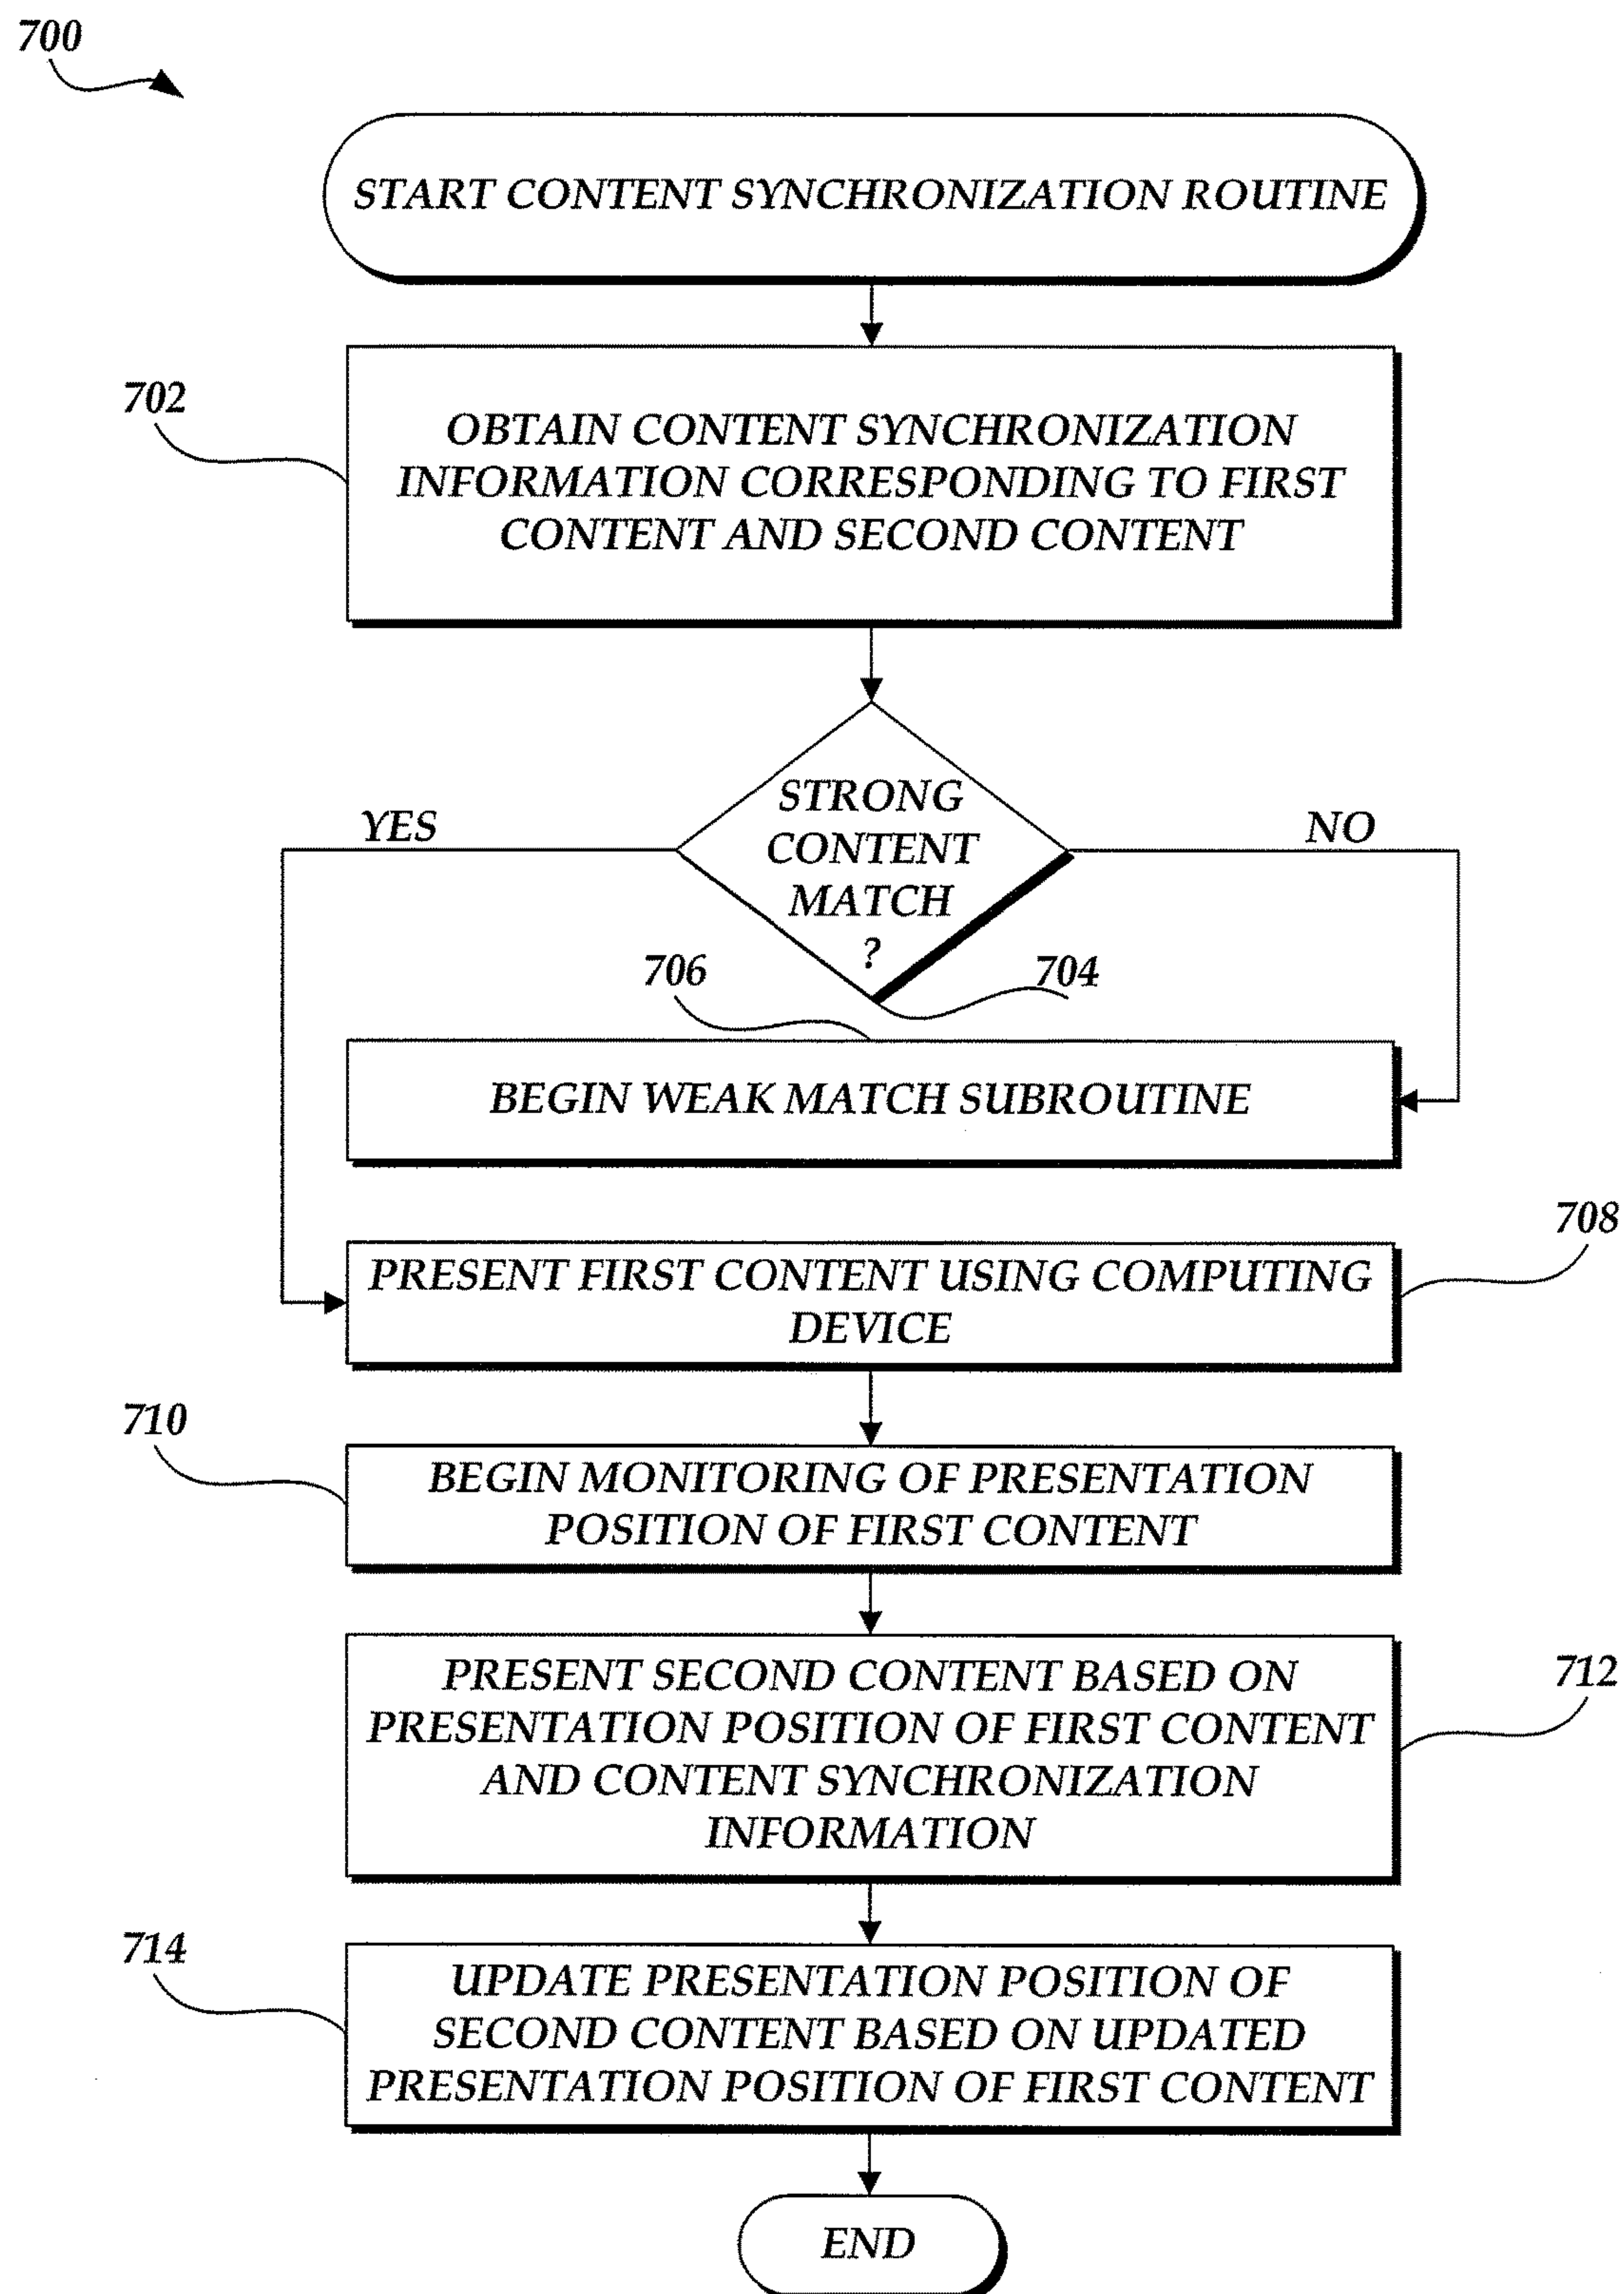 700
START CONTENT SYNCHRONIZATION ROUTINE
702
OBTAIN CONTENT SYNCHRONIZATION
INFORMATION CORRESPONDING TO FIRST
CONTENT AND SECOND CONTENT
STRONG
CONTENT
MATCH
?
YES
NO
704
706
BEGIN WEAK MATCH SUBROUTINE
708
PRESENT FIRST CONTENT USING COMPUTING
DEVICE
710
BEGIN MONITORING OF PRESENTATION
POSITION OF FIRST CONTENT
712
PRESENT SECOND CONTENT BASED ON
PRESENTATION POSITION OF FIRST CONTENT
AND CONTENT SYNCHRONIZATION
INFORMATION
714
UPDATE PRESENTATION POSITION OF
SECOND CONTENT BASED ON UPDATED
PRESENTATION POSITION OF FIRST CONTENT
END